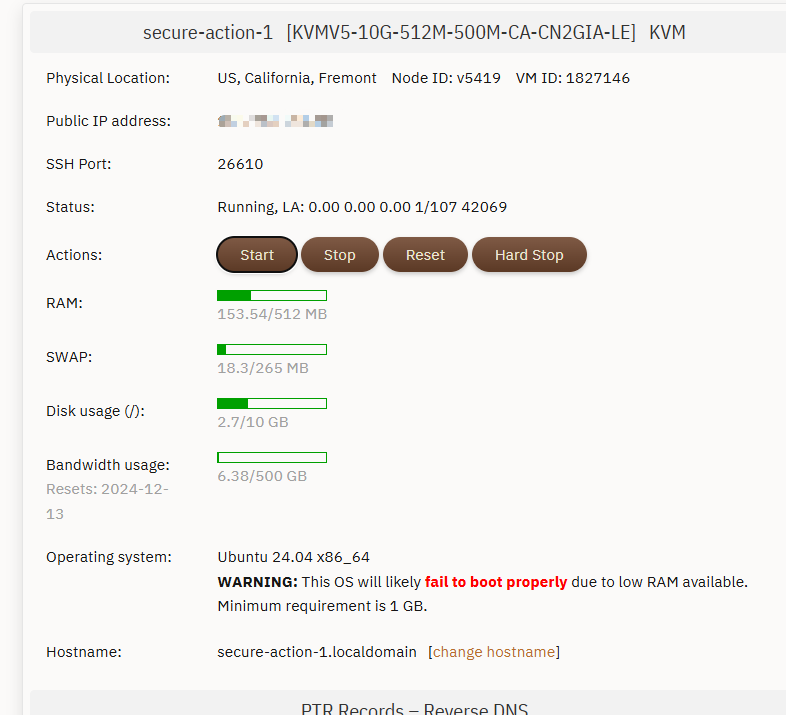 secure-action-1 [KVMV5-10G-512M-500M-CA-CN2GIA-LE] KVM
Physical Location: US, California, Fremont Node ID: v5419 VM ID: 1827146
Public IP address:
SSH Port: 26610
Status: Running, LA: 0.00 0.00 0.00 1/107 42069
Actions: Start Stop Reset Hard Stop
RAM: 153.54/512 MB
SWAP: 18.3/265 MB
Disk usage (/): 2.7/10 GB
Bandwidth usage: 6.38/500 GB
Resets: 2024-12-
13
Operating system: Ubuntu 24.04 x86_64
WARNING: This OS will likely fail to boot properly due to low RAM available.
Minimum requirement is 1 GB.
Hostname: secure-action-1.localdomain [change hostname]
PTR Records – Reverse DNS